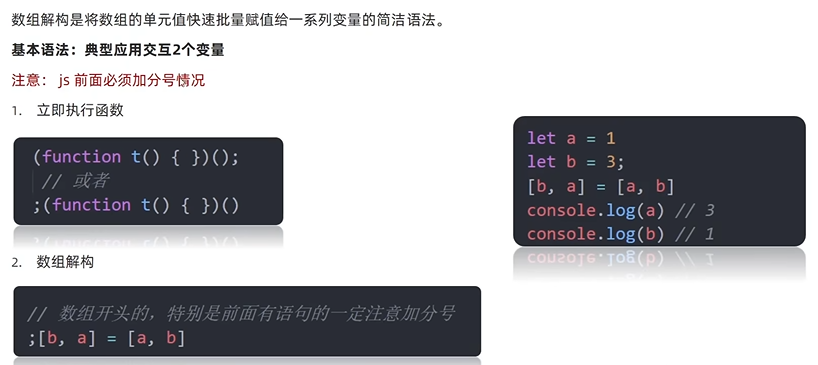 数组解构是将数组的单元值快速批量赋值给一系列变量的简洁语法。
基本语法：典型应用交互2个变量
注意： js 前面必须加分号情况
1. 立即执行函数
(function t() { })();
// 或者
;(function t() { })()
let a = 1
let b = 3;
[b, a] = [a, b]
console.log(a) // 3
console.log(b) // 1
2. 数组解构
// 数组开头的，特别是前面有语句的一定注意加分号
;[b, a] = [a, b]